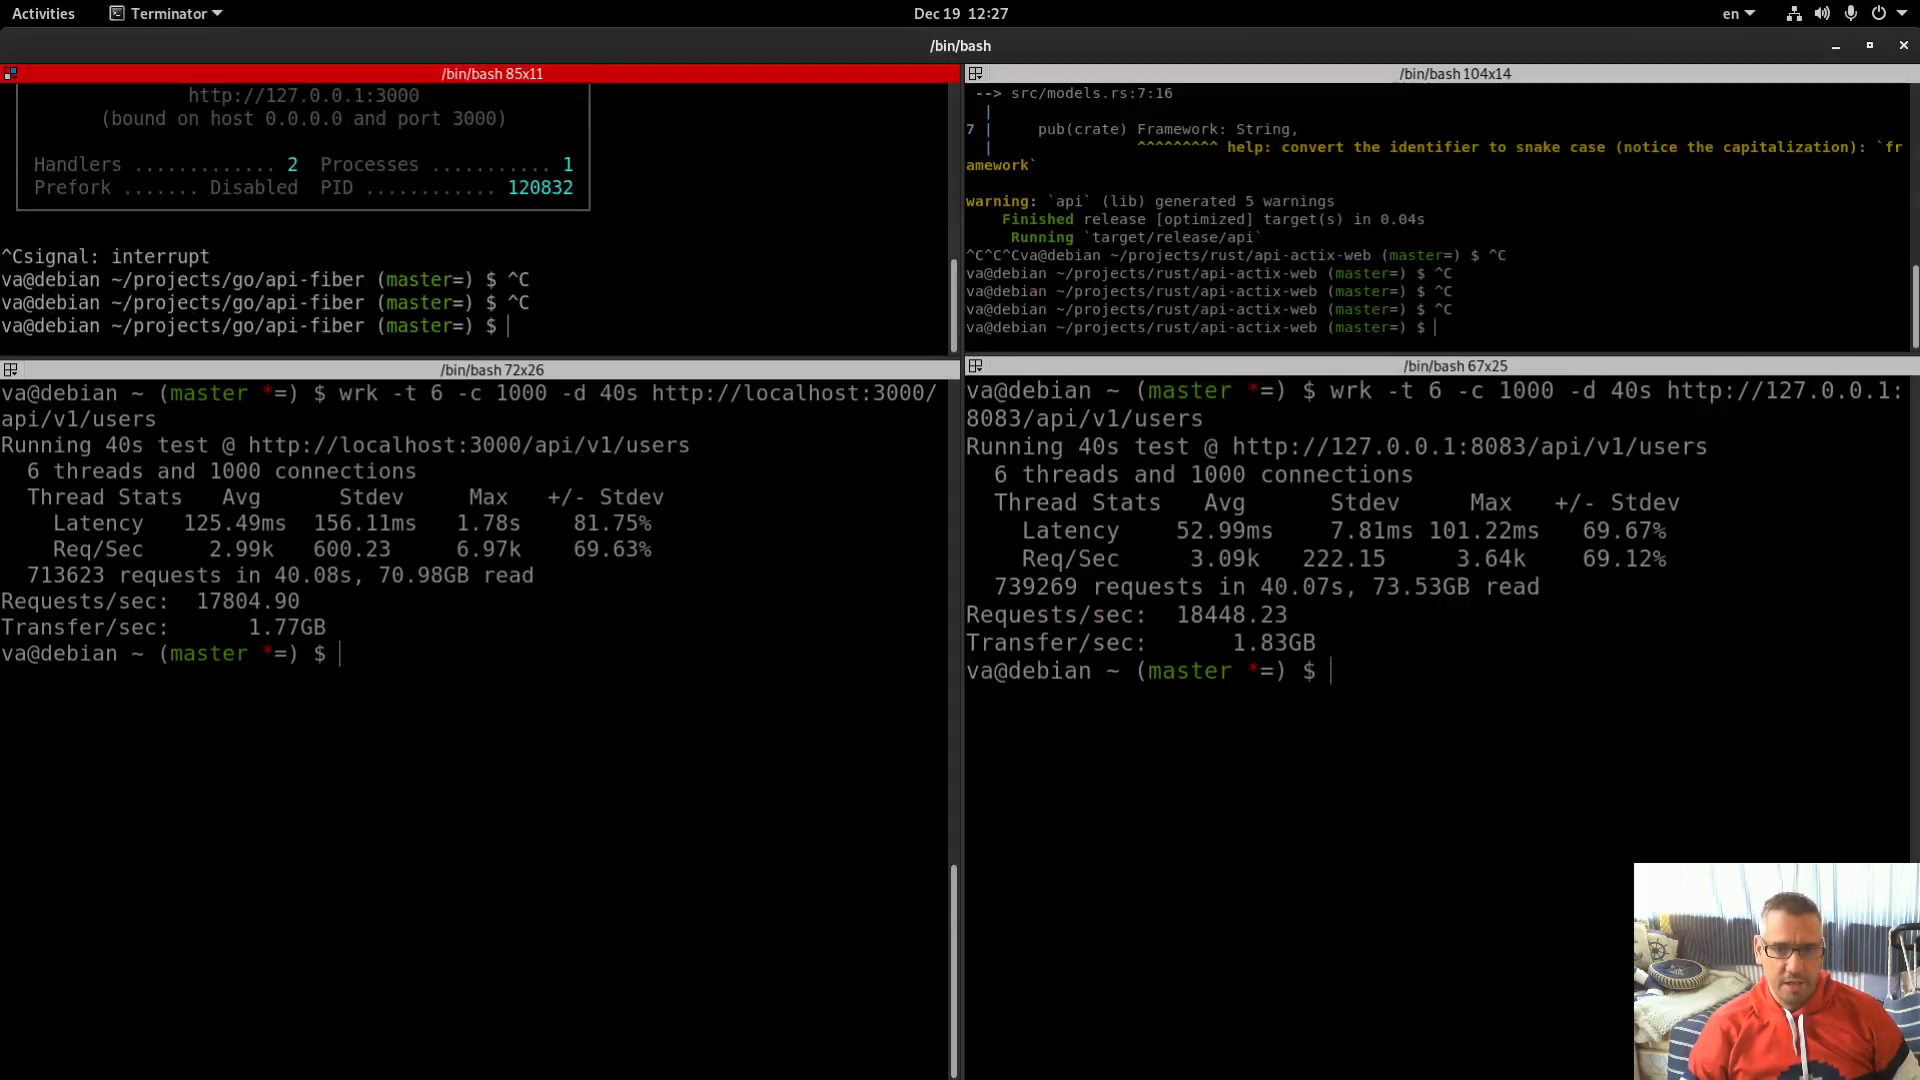 Activities Terminator Dec 19 12:27 en
/bin/bash
/bin/bash 85x11
http://127.0.0.1:3000
(bound on host 0.0.0.0 and port 3000)
Handlers ............. 2 Processes ........... 1
Prefork ....... Disabled PID ............ 120832
^Csignal: interrupt
va@debian ~/projects/go/api-fiber (master=) $ ^C
va@debian ~/projects/go/api-fiber (master=) $ ^C
va@debian ~/projects/go/api-fiber (master=) $
/bin/bash 104x14
--> src/models.rs:7:16
|
7 | pub(crate) Framework: String,
| ^^^^^^^^^ help: convert the identifier to snake case (notice the capitalization): `fr
amework`
warning: `api` (lib) generated 5 warnings
Finished release [optimized] target(s) in 0.04s
Running `target/release/api`
^C^C^Cva@debian ~/projects/rust/api-actix-web (master=) $ ^C
va@debian ~/projects/rust/api-actix-web (master=) $ ^C
va@debian ~/projects/rust/api-actix-web (master=) $ ^C
va@debian ~/projects/rust/api-actix-web (master=) $ ^C
va@debian ~/projects/rust/api-actix-web (master=) $
/bin/bash 72x26
va@debian ~ (master *=) $ wrk -t 6 -c 1000 -d 40s http://localhost:3000/
api/v1/users
Running 40s test @ http://localhost:3000/api/v1/users
6 threads and 1000 connections
Thread Stats Avg Stdev Max +/- Stdev
Latency 125.49ms 156.11ms 1.78s 81.75%
Req/Sec 2.99k 600.23 6.97k 69.63%
713623 requests in 40.08s, 70.98GB read
Requests/sec: 17804.90
Transfer/sec: 1.77GB
va@debian ~ (master *=) $
/bin/bash 67x25
va@debian ~ (master *=) $ wrk -t 6 -c 1000 -d 40s http://127.0.0.1:
8083/api/v1/users
Running 40s test @ http://127.0.0.1:8083/api/v1/users
6 threads and 1000 connections
Thread Stats Avg Stdev Max +/- Stdev
Latency 52.99ms 7.81ms 101.22ms 69.67%
Req/Sec 3.09k 222.15 3.64k 69.12%
739269 requests in 40.07s, 73.53GB read
Requests/sec: 18448.23
Transfer/sec: 1.83GB
va@debian ~ (master *=) $